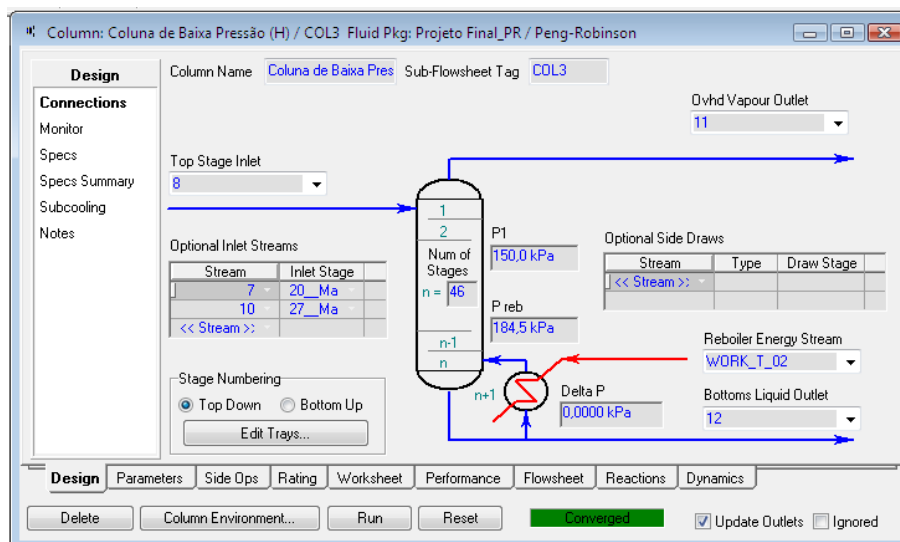 Column: Coluna de Baixa Pressão (H) / COL3 Fluid Pkg: Projeto Final_PR / Peng-Robinson
Design
Connections
Monitor
Specs
Specs Summary
Subcooling
Notes
Column Name Coluna de Baixa Pres Sub-Flowsheet Tag COL3
Ovhd Vapour Outlet
11
Top Stage Inlet
8
Optional Inlet Streams
Stream Inlet Stage
7 20__Ma
10 27__Ma
<< Stream >>
Stage Numbering
Top Down Bottom Up
Edit Trays...
1
2
Num of
Stages
n = 46
n-1
n
n+1
P1
150,0 kPa
P reb
184,5 kPa
Delta P
0,0000 kPa
Optional Side Draws
Stream Type Draw Stage
<< Stream >>
Reboiler Energy Stream
WORK_T_02
Bottoms Liquid Outlet
12
Design Parameters Side Ops Rating Worksheet Performance Flowsheet Reactions Dynamics
Delete Column Environment... Run Reset Converged Update Outlets Ignored